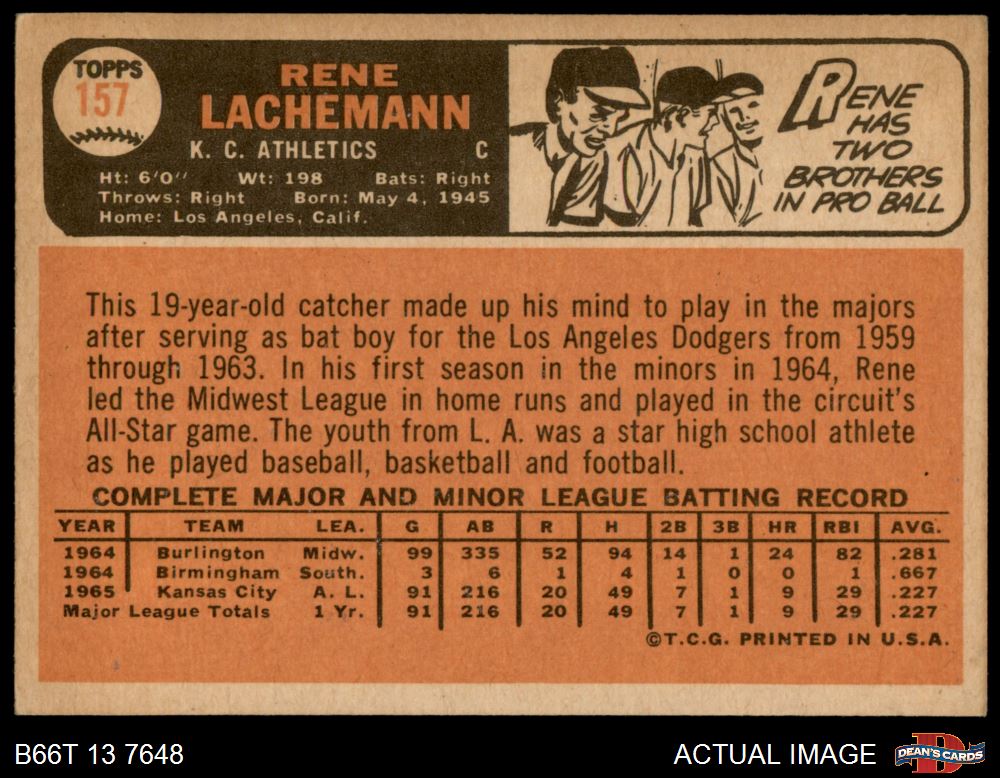 TOPPS
157
RENE
LACHEMANN
K. C. ATHLETICS C
Ht: 6'0" Wt: 198 Bats: Right
Throws: Right Born: May 4, 1945
Home: Los Angeles, Calif.
RENE
HAS
TWO
BROTHERS
IN PRO BALL
This 19-year-old catcher made up his mind to play in the majors
after serving as bat boy for the Los Angeles Dodgers from 1959
through 1963. In his first season in the minors in 1964, Rene
led the Midwest League in home runs and played in the circuit's
All-Star game. The youth from L. A. was a star high school athlete
as he played baseball, basketball and football.
COMPLETE MAJOR AND MINOR LEAGUE BATTING RECORD
YEAR TEAM LEA. G AB R H 2B 3B HR RBI AVG.
1964 Burlington Midw. 99 335 52 94 14 1 24 82 .281
1964 Birmingham South. 3 6 1 4 1 0 0 1 .667
1965 Kansas City A. L. 91 216 20 49 7 1 9 29 .227
Major League Totals 1 Yr. 91 216 20 49 7 1 9 29 .227
©T.C.G. PRINTED IN U.S.A.
B66T 13 7648 ACTUAL IMAGE DEAN'S CARDS